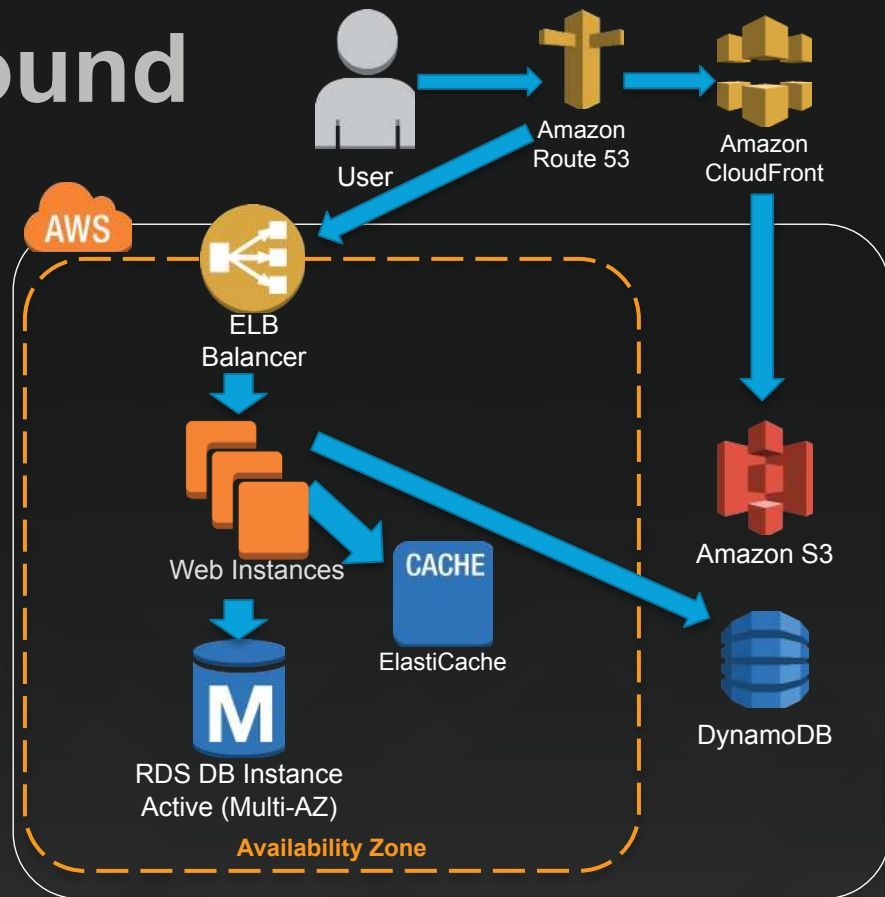 ound
User
Amazon
Route 53
Amazon
CloudFront
AWS
ELB
Balancer
Web Instances
CACHE
ElastiCache
Amazon S3
DynamoDB
M
RDS DB Instance
Active (Multi-AZ)
Availability Zone